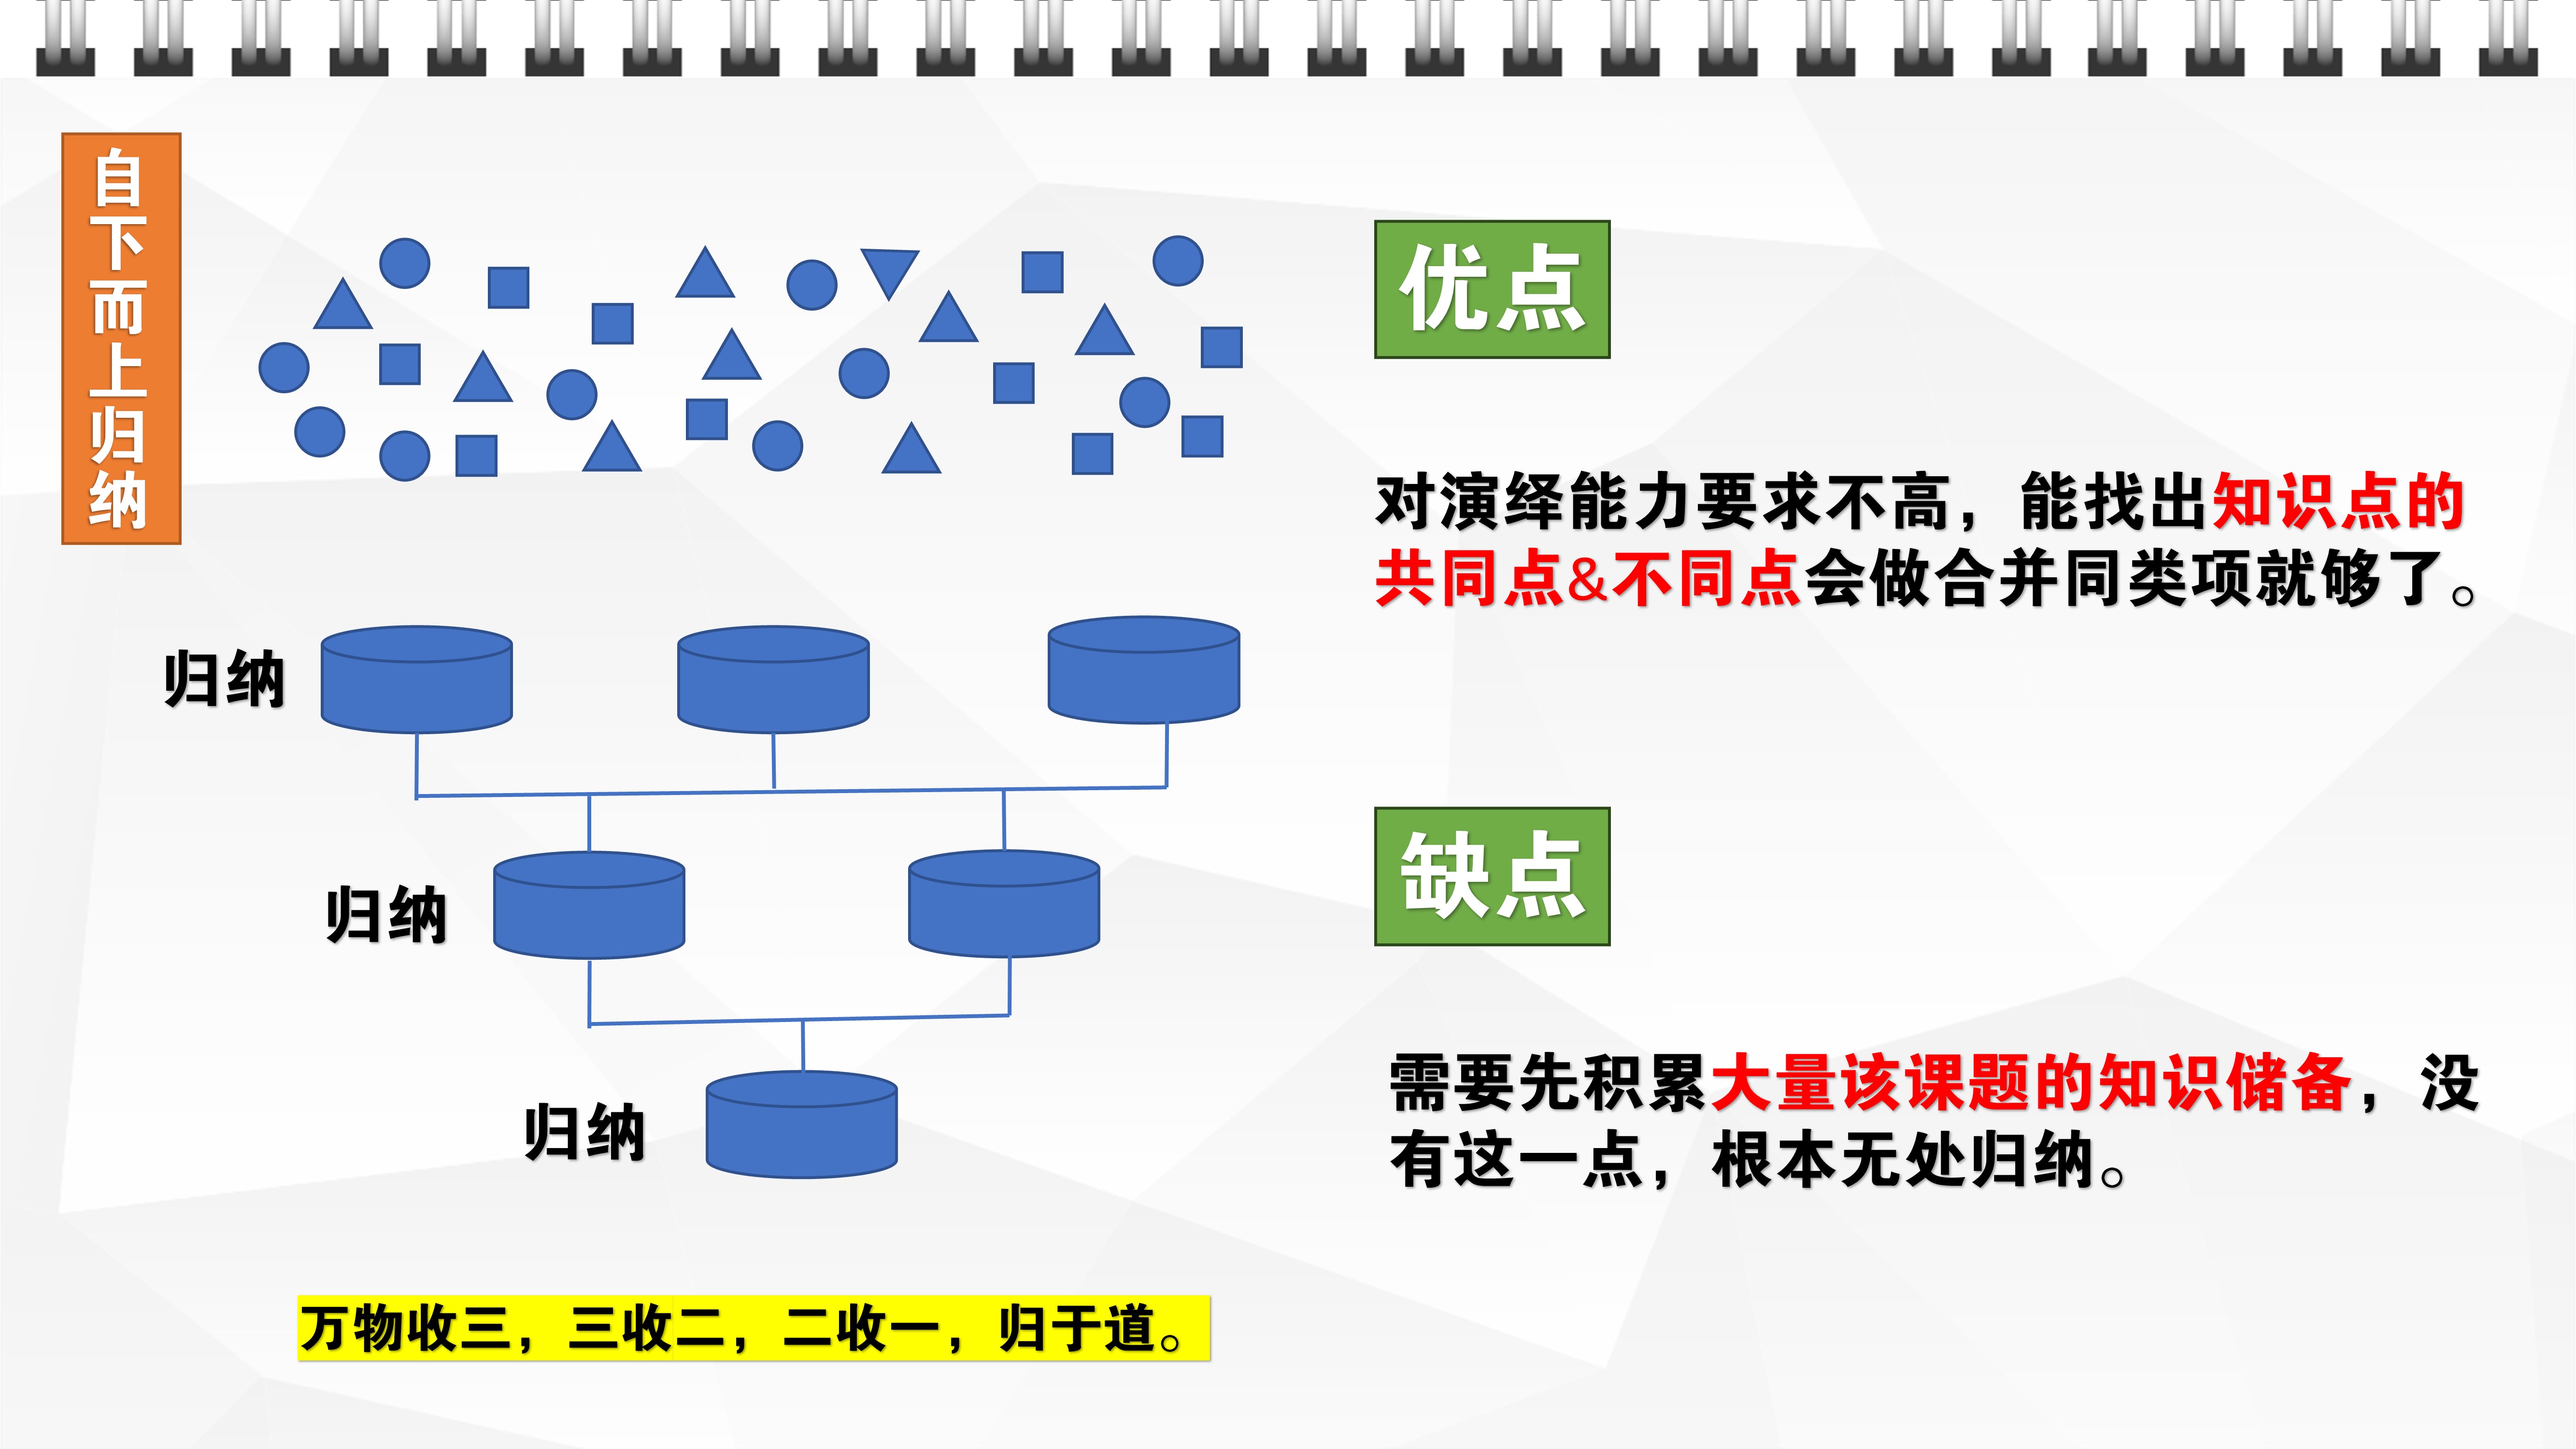 自下而上归纳
优点
对演绎能力要求不高，能找出知识点的
共同点&不同点会做合并同类项就够了。
归纳
归纳
缺点
需要先积累大量该课题的知识储备，没
有这一点，根本无处归纳。
归纳
万物收三，三收二，二收一，归于道。